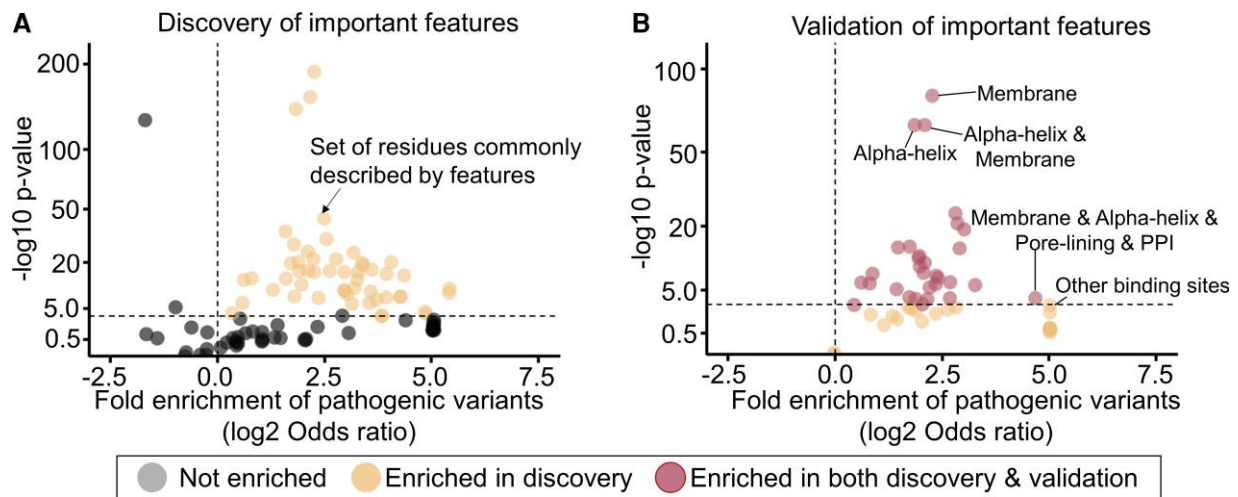 A
Discovery of important features
-log10 p-value
200
100
50
20
5.0
0.5
Set of residues commonly
described by features
-2.5
0.0
2.5
5.0
7.5
Fold enrichment of pathogenic variants
(log2 Odds ratio)
B
Validation of important features
-log10 p-value
100
50
20
5.0
0.5
Membrane
Alpha-helix
Alpha-helix &
Membrane
Membrane & Alpha-helix &
Pore-lining & PPI
Other binding sites
-2.5
0.0
2.5
5.0
7.5
Fold enrichment of pathogenic variants
(log2 Odds ratio)
Not enriched
Enriched in discovery
Enriched in both discovery & validation